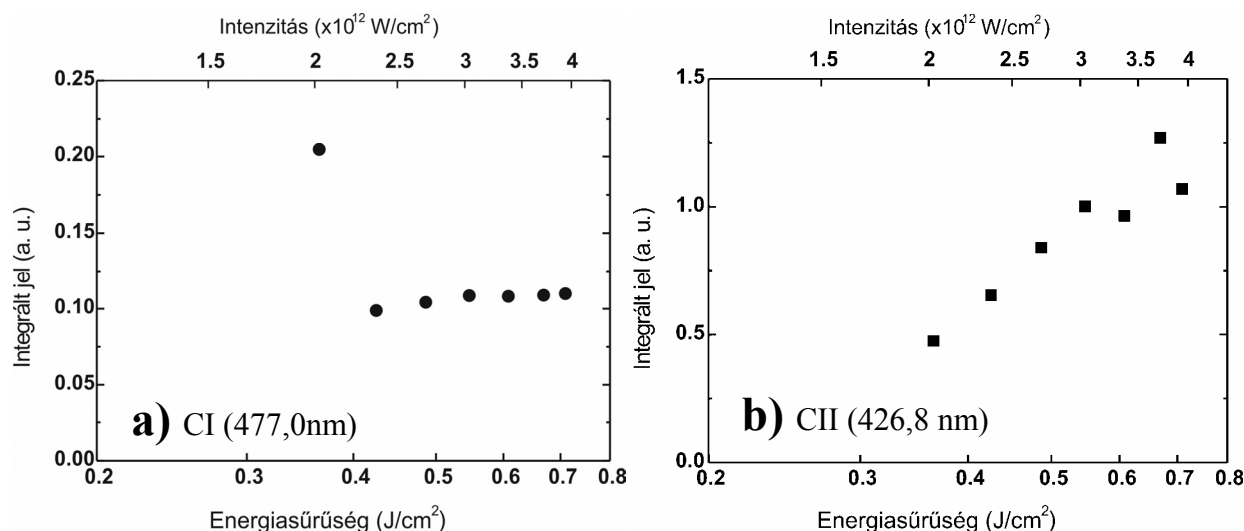 Intenzitás (x10¹² W/cm²)
1.5 2 2.5 3 3.5 4
0.25
0.20
0.15
0.10
0.05
0.00
Integrált jel (a. u.)
a) CI (477,0nm)
0.2 0.3 0.4 0.5 0.6 0.7 0.8
Energiasűrűség (J/cm²)
Intenzitás (x10¹² W/cm²)
1.5 2 2.5 3 3.5 4
1.5
1.0
0.5
0.0
Integrált jel (a. u.)
b) CII (426,8 nm)
0.2 0.3 0.4 0.5 0.6 0.7 0.8
Energiasűrűség (J/cm²)